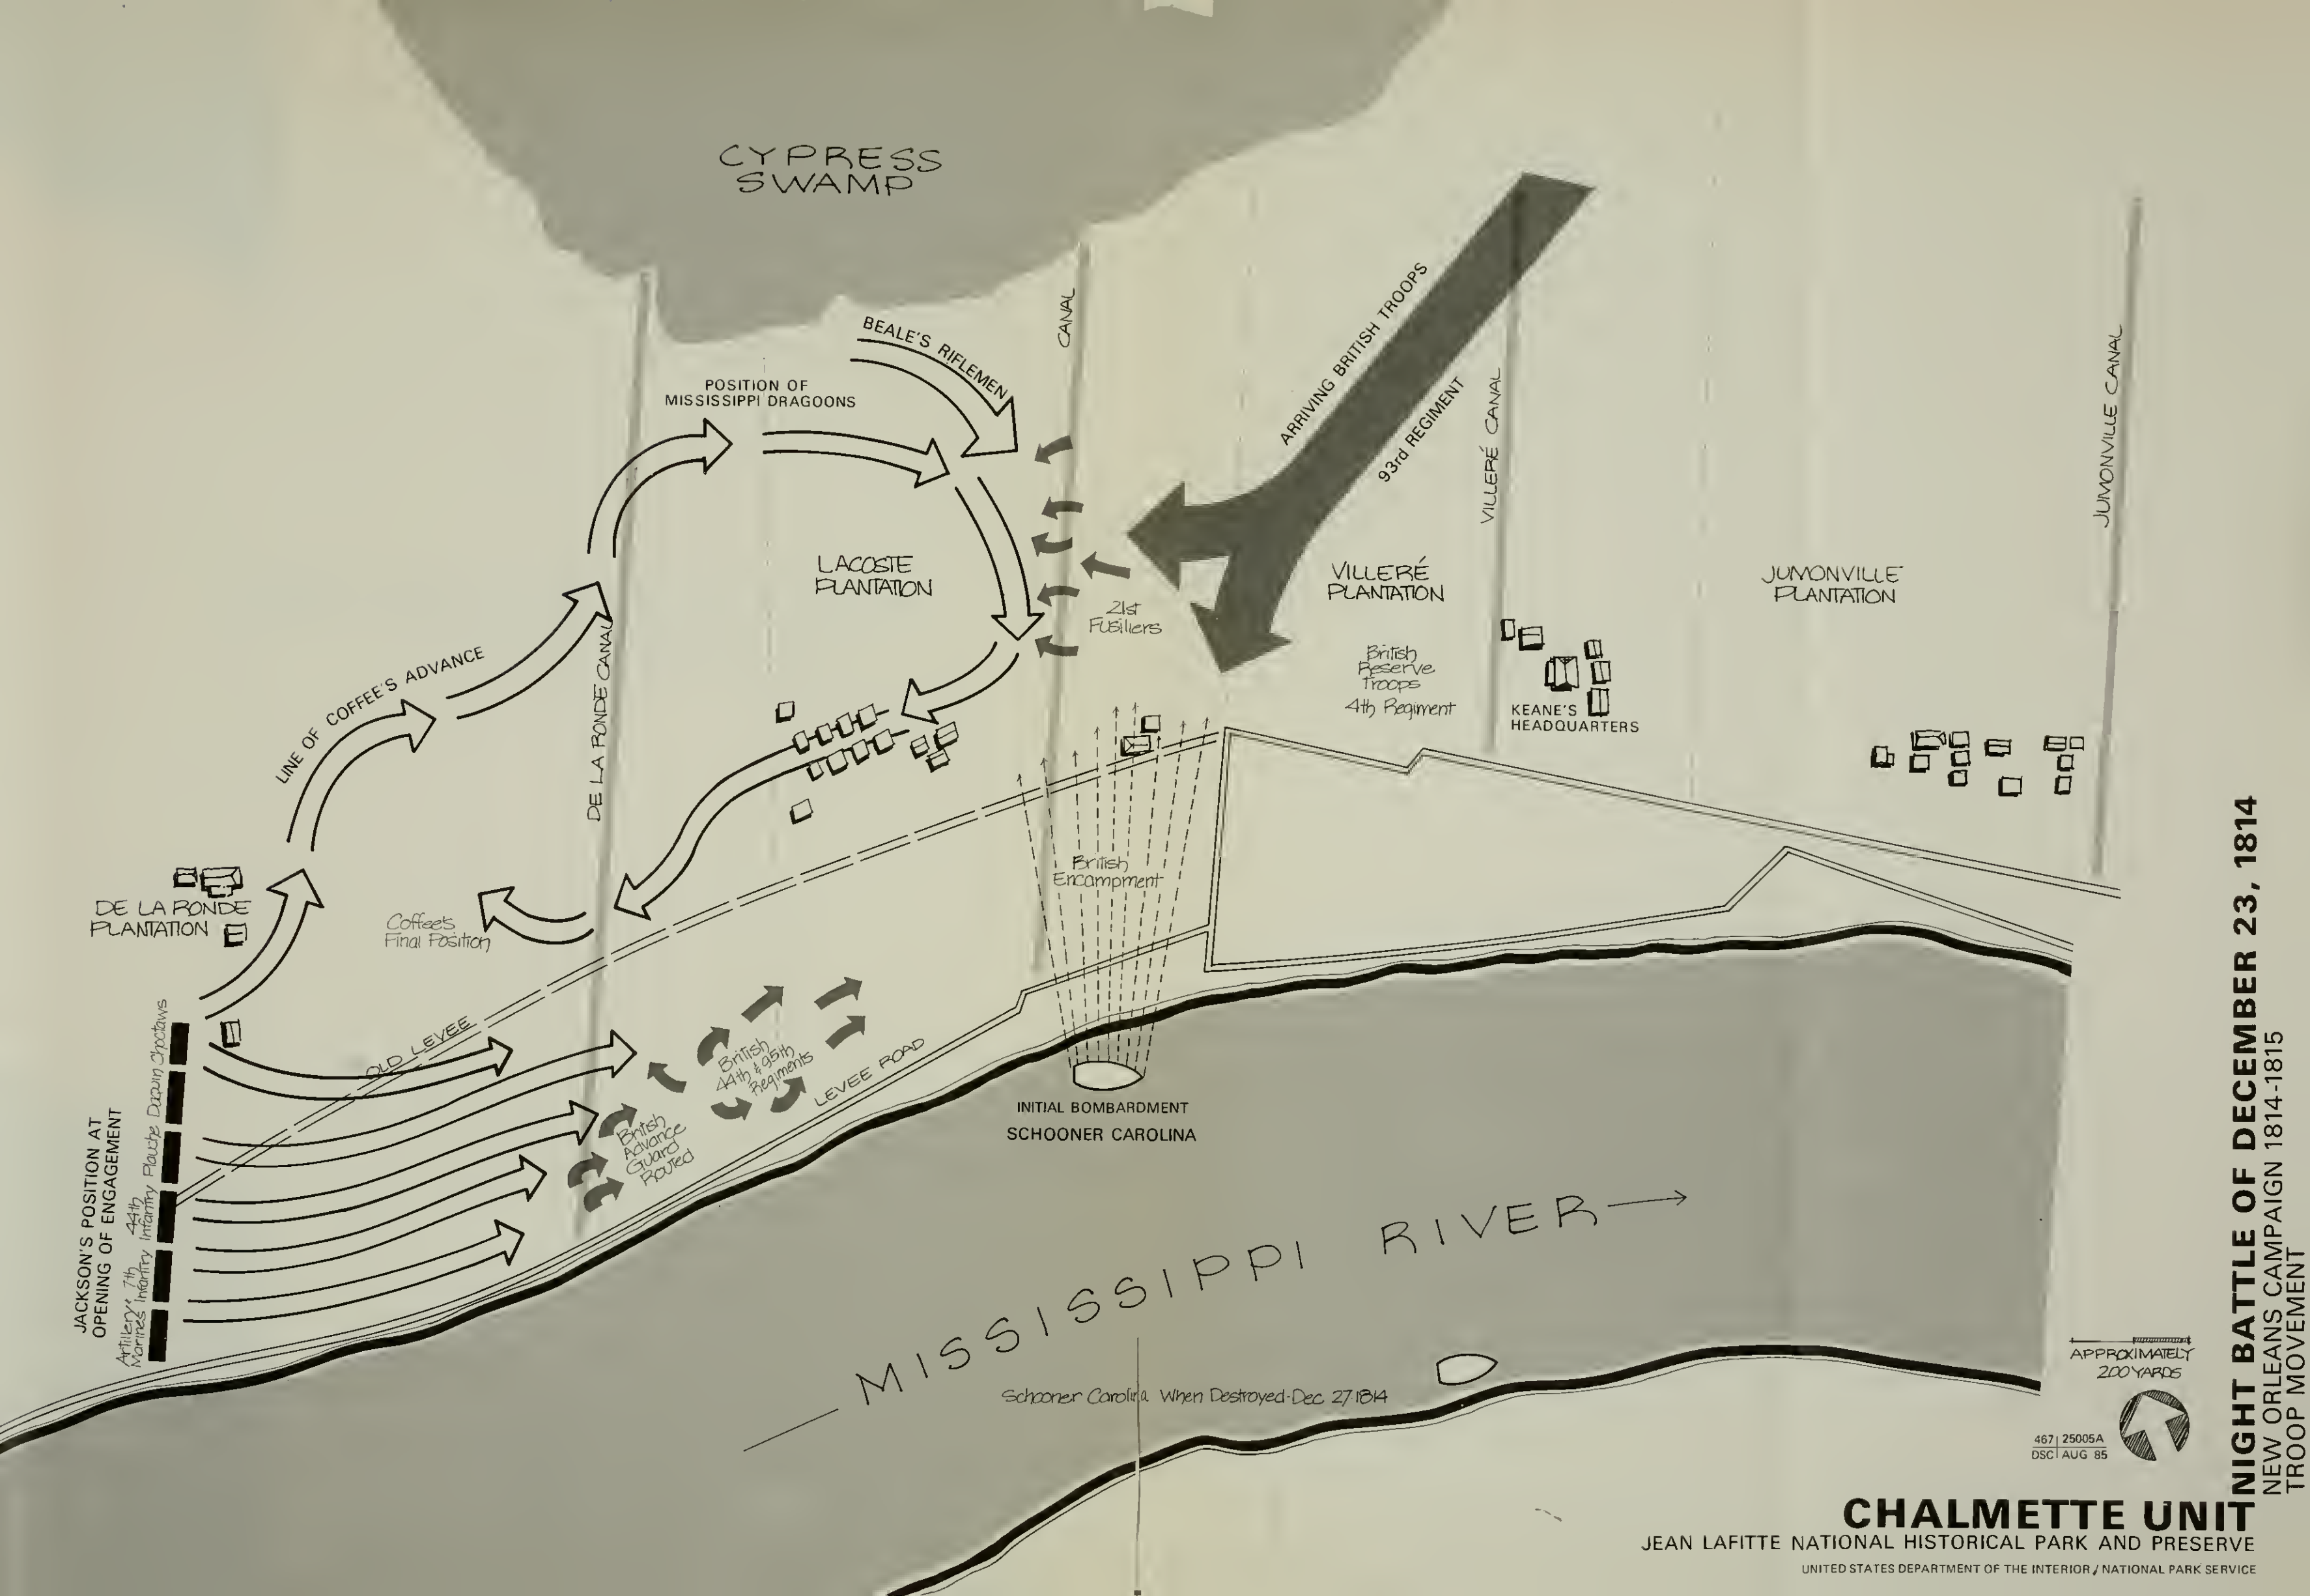 CYPRESS
SWAMP
BEALE'S RIFLEMEN
CANAL
POSITION OF
MISSISSIPPI DRAGOONS
ARRIVING BRITISH TROOPS
93rd REGIMENT
VILLERÉ CANAL
JUMONVILLE CANAL
LACOSTE
PLANTATION
VILLERÉ
PLANTATION
JUMONVILLE
PLANTATION
21st
Fusiliers
British
Reserve
Troops
4th Regiment
KEANE'S
HEADQUARTERS
LINE OF COFFEE'S ADVANCE
DE LA RONDE CANAL
DE LA RONDE
PLANTATION
Coffee's
Final Position
British
Encampment
OLD LEVEE
British
44th & 95th
Regiments
LEVEE ROAD
British
Advance
Guard
Routed
INITIAL BOMBARDMENT
SCHOONER CAROLINA
JACKSON'S POSITION AT
OPENING OF ENGAGEMENT
Artillery & 7th 44th
Marines Infantry Infantry Plauche Daquin Choctaws
MISSISSIPPI RIVER
Schooner Carolina When Destroyed-Dec 27 1814
APPROXIMATELY
200 YARDS
467 | 25005A
DSC | AUG 85
NIGHT BATTLE OF DECEMBER 23, 1814
NEW ORLEANS CAMPAIGN 1814-1815
TROOP MOVEMENT
CHALMETTE UNIT
JEAN LAFITTE NATIONAL HISTORICAL PARK AND PRESERVE
UNITED STATES DEPARTMENT OF THE INTERIOR / NATIONAL PARK SERVICE